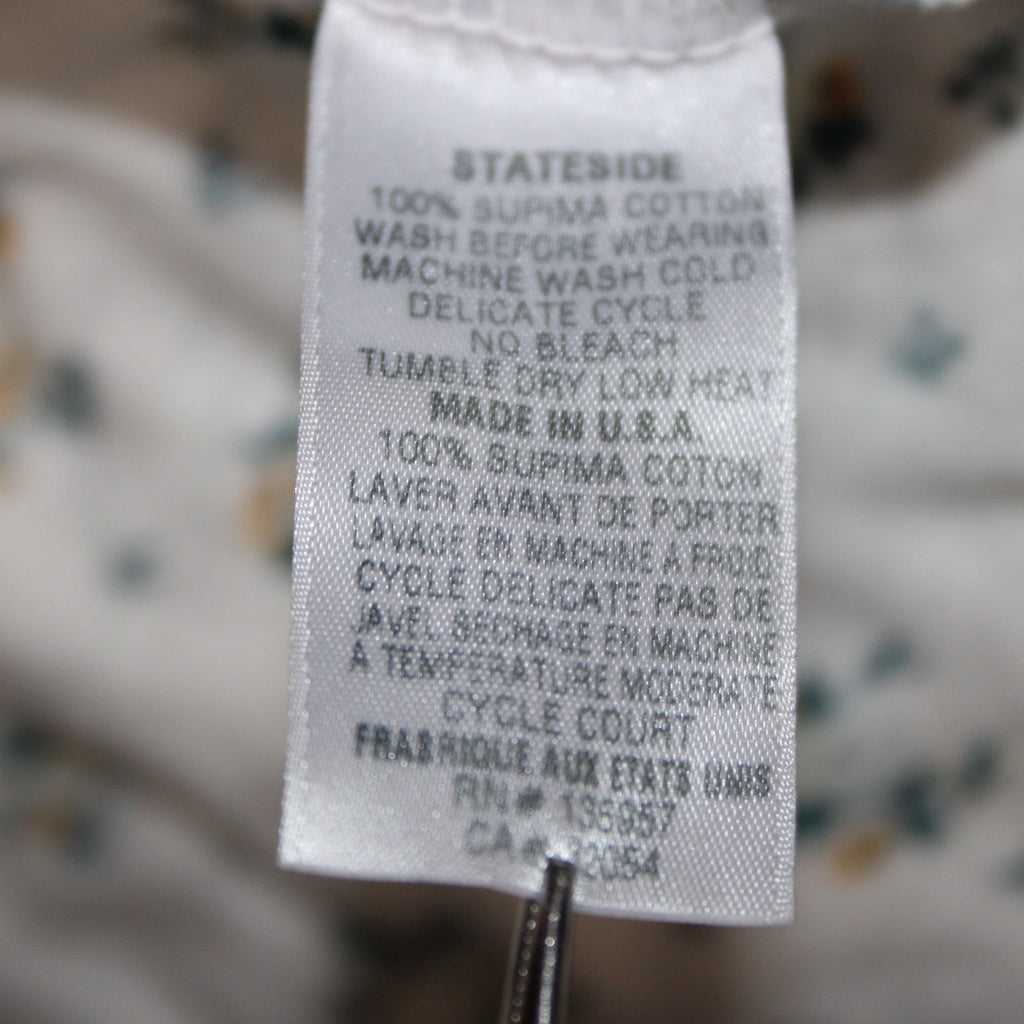 STATESIDE
100% SUPIMA COTTON
WASH BEFORE WEARING
MACHINE WASH COLD
DELICATE CYCLE
NO BLEACH
TUMBLE DRY LOW HEAT
MADE IN U.S.A.
100% SUPIMA COTON
LAVER AVANT DE PORTER
LAVAGE EN MACHINE A FROID
CYCLE DELICATE PAS DE
JAVEL SECHAGE EN MACHINE
A TEMPERATURE MODERATE
CYCLE COURT
FRABRIQUE AUX ETATS UNIS
RN #
CA #